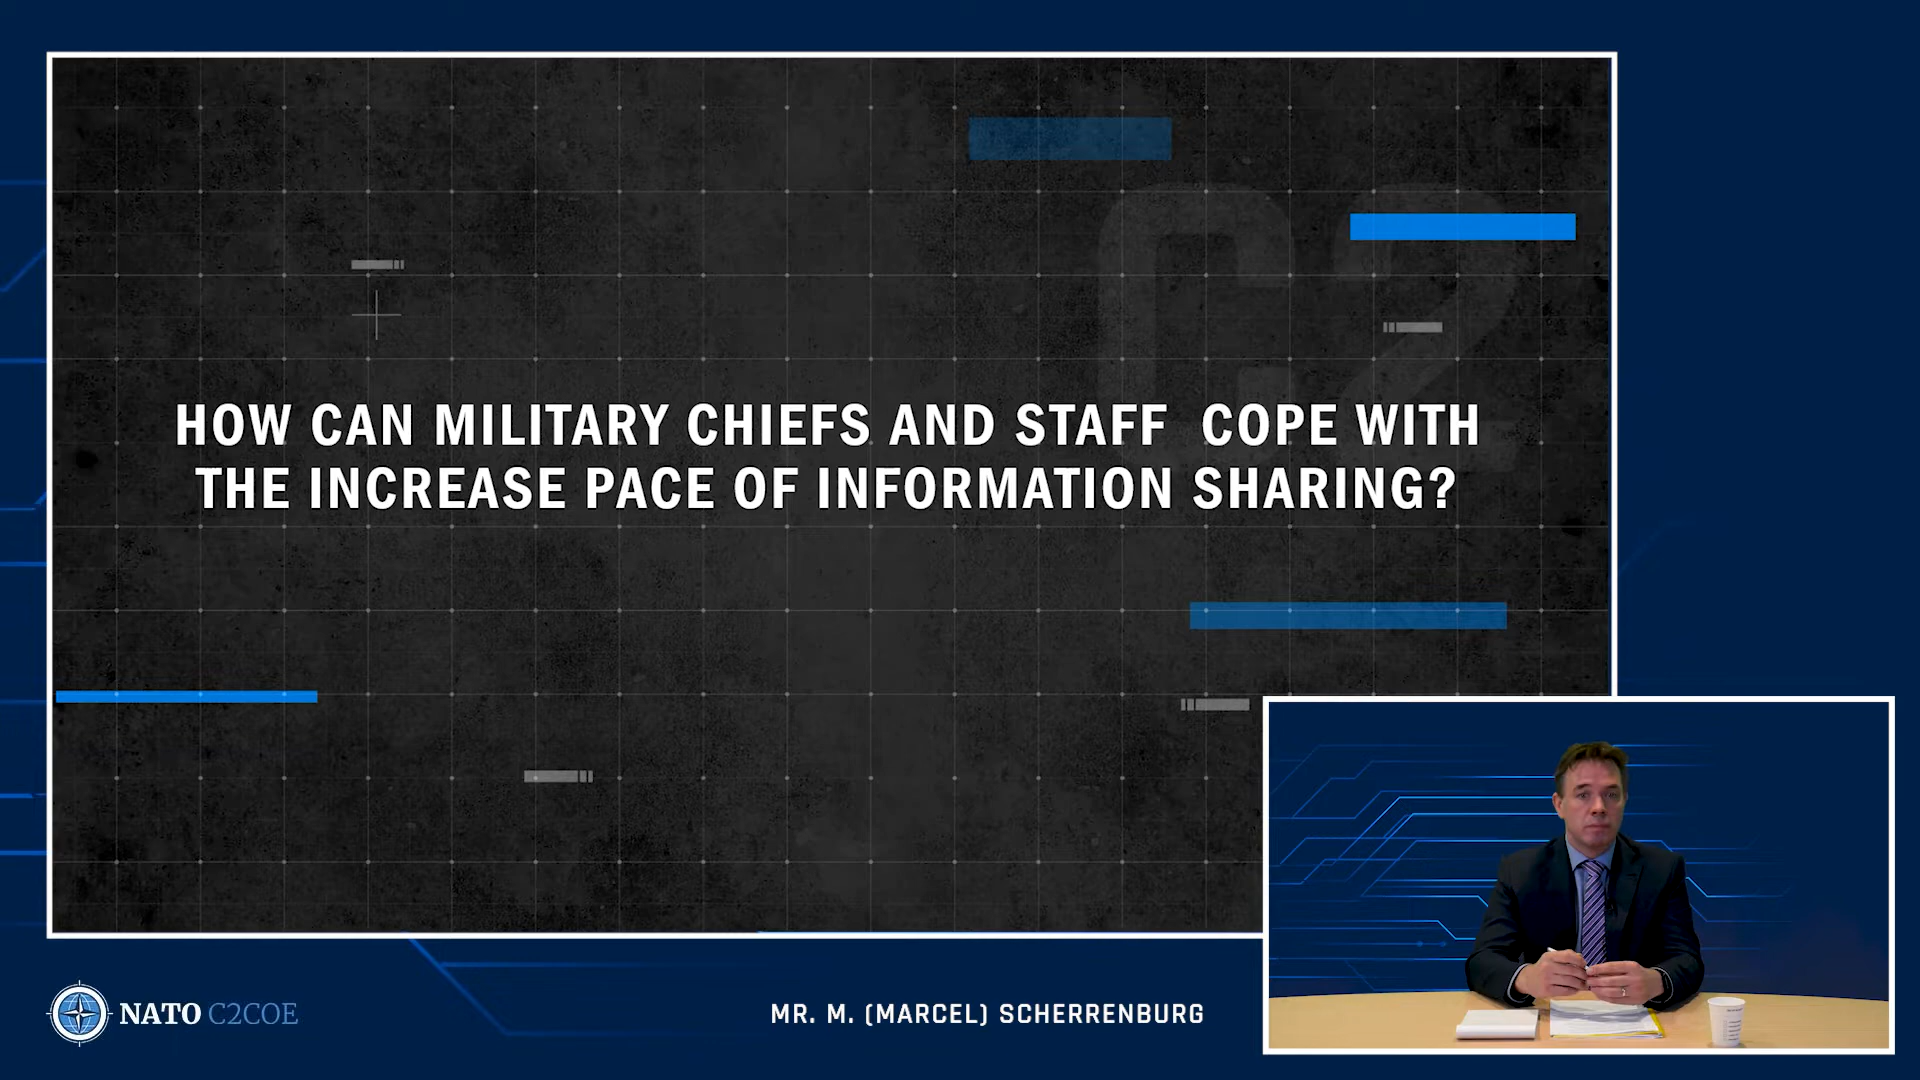 C2
HOW CAN MILITARY CHIEFS AND STAFF COPE WITH
THE INCREASE PACE OF INFORMATION SHARING?
NATO C2COE
MR. M. (MARCEL) SCHERRENBURG